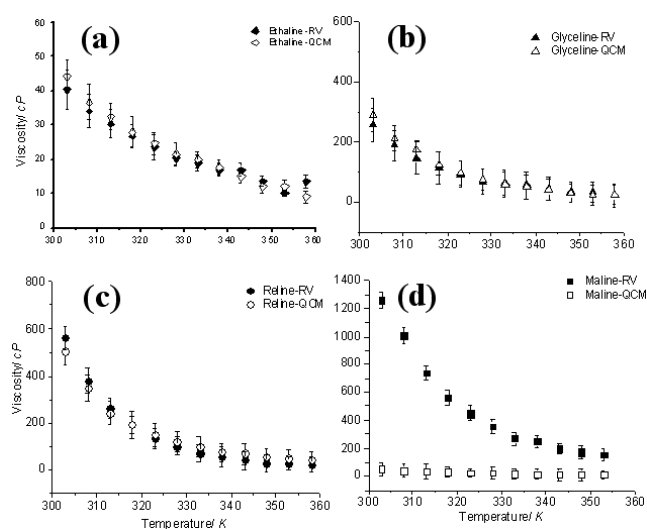 (a)
Ethaline-RV
Ethaline-QCM
Viscosity/ cP
60
50
40
30
20
10
0
300 310 320 330 340 350 360
(b)
Glyceline-RV
Glyceline-QCM
600
400
200
0
300 310 320 330 340 350 360
(c)
Reline-RV
Reline-QCM
Viscosity/ cP
800
600
400
200
0
300 310 320 330 340 350 360
Temperature/ K
(d)
Maline-RV
Maline-QCM
1400
1200
1000
800
600
400
200
0
300 310 320 330 340 350 360
Temperature/ K